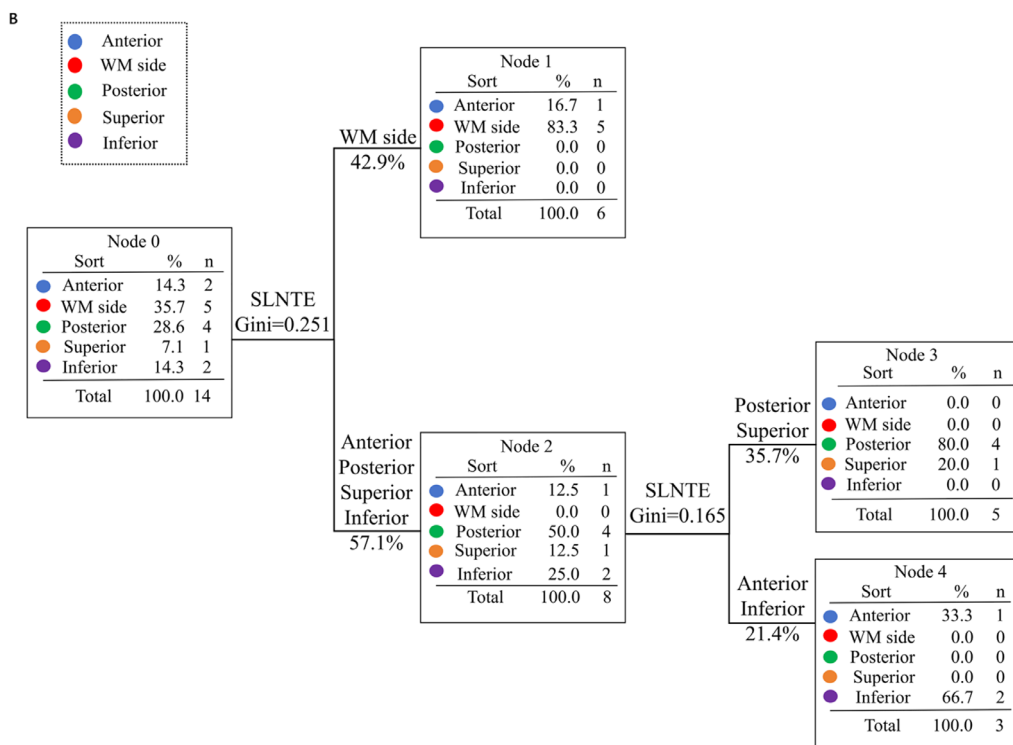 B
Anterior
WM side
Posterior
Superior
Inferior
Node 0
Sort % n
Anterior 14.3 2
WM side 35.7 5
Posterior 28.6 4
Superior 7.1 1
Inferior 14.3 2
Total 100.0 14
SLNTE
Gini=0.251
WM side
42.9%
Node 1
Sort % n
Anterior 16.7 1
WM side 83.3 5
Posterior 0.0 0
Superior 0.0 0
Inferior 0.0 0
Total 100.0 6
Anterior
Posterior
Superior
Inferior
57.1%
Node 2
Sort % n
Anterior 12.5 1
WM side 0.0 0
Posterior 50.0 4
Superior 12.5 1
Inferior 25.0 2
Total 100.0 8
SLNTE
Gini=0.165
Posterior
Superior
35.7%
Node 3
Sort % n
Anterior 0.0 0
WM side 0.0 0
Posterior 80.0 4
Superior 20.0 1
Inferior 0.0 0
Total 100.0 5
Anterior
Inferior
21.4%
Node 4
Sort % n
Anterior 33.3 1
WM side 0.0 0
Posterior 0.0 0
Superior 0.0 0
Inferior 66.7 2
Total 100.0 3